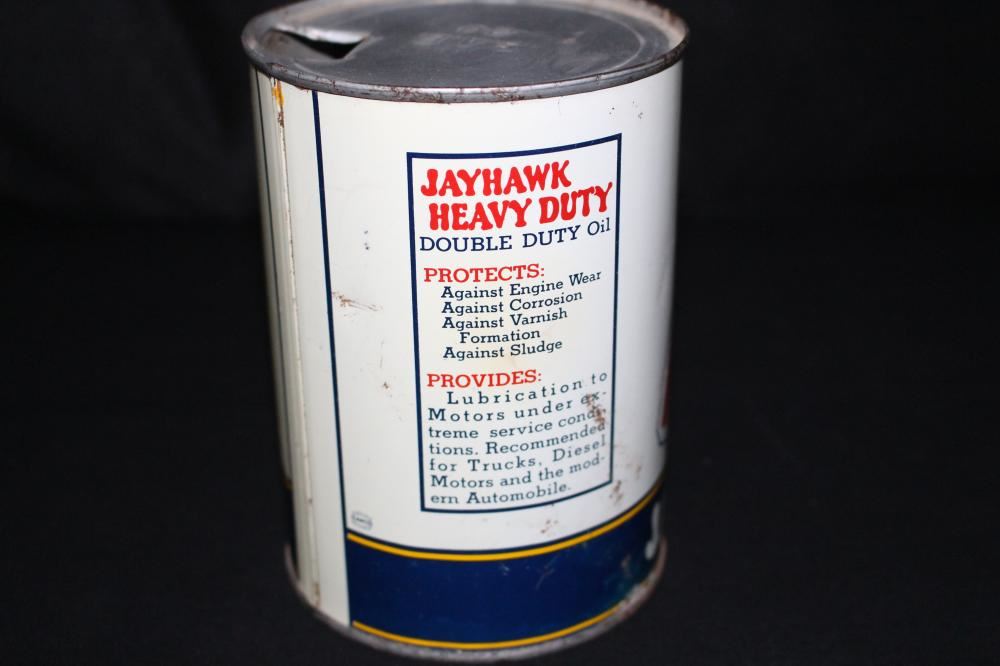 JAYHAWK
HEAVY DUTY
DOUBLE DUTY Oil
PROTECTS:
Against Engine Wear
Against Corrosion
Against Varnish
Formation
Against Sludge
PROVIDES:
Lubrication to
Motors under ex-
treme service condi-
tions. Recommended
for Trucks, Diesel
Motors and the mod-
ern Automobile.